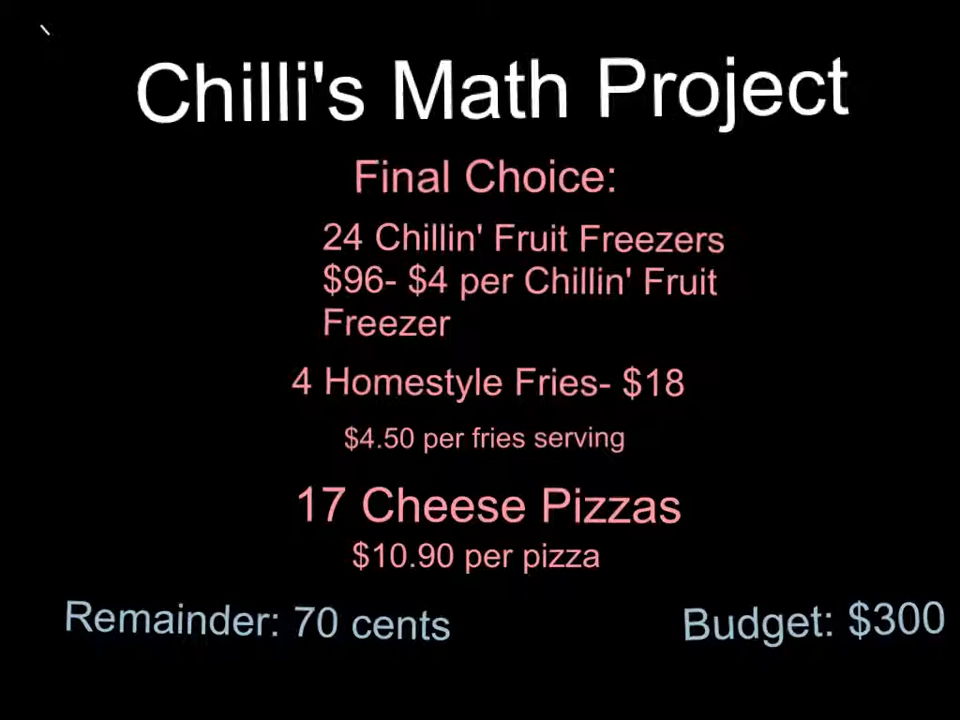 Chilli's Math Project
Final Choice:
24 Chillin' Fruit Freezers
$96- $4 per Chillin' Fruit
Freezer
4 Homestyle Fries- $18
$4.50 per fries serving
17 Cheese Pizzas
$10.90 per pizza
Remainder: 70 cents
Budget: $300